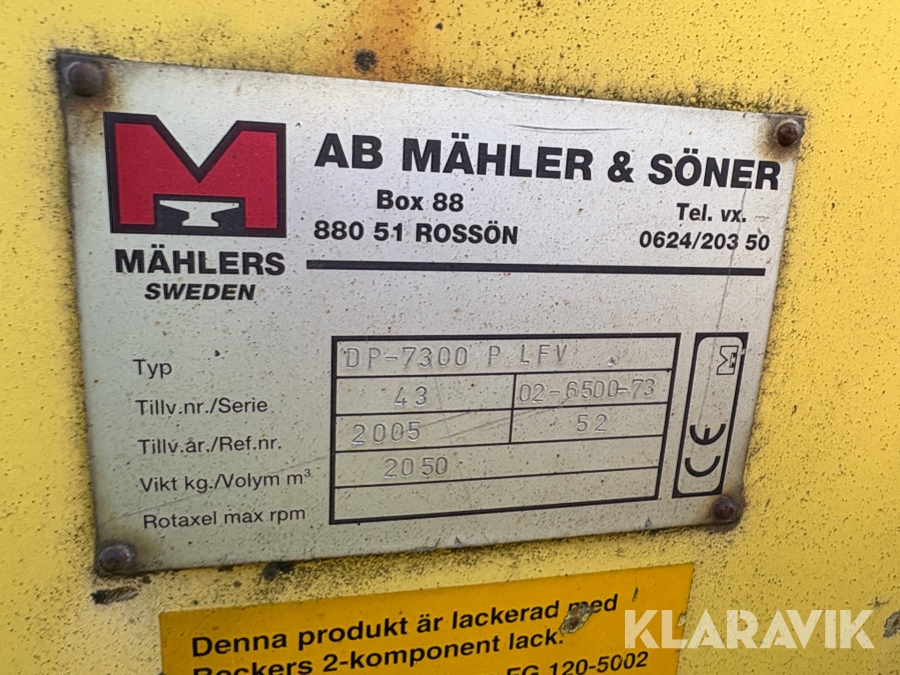 AB MÄHLER & SÖNER
Box 88
880 51 ROSSÖN
Tel. vx.
0624/203 50
M
MÄHLERS
SWEDEN
Typ DP-7300 P LFV
Tillv.nr./Serie 43 02-6500-73
Tillv.år./Ref.nr. 2005 52
Vikt kg./Volym m³ 2050
Rotaxel max rpm
M
CE
Denna produkt är lackerad med
Beckers 2-komponent lack.
EG 120-5002
KLARAVIK